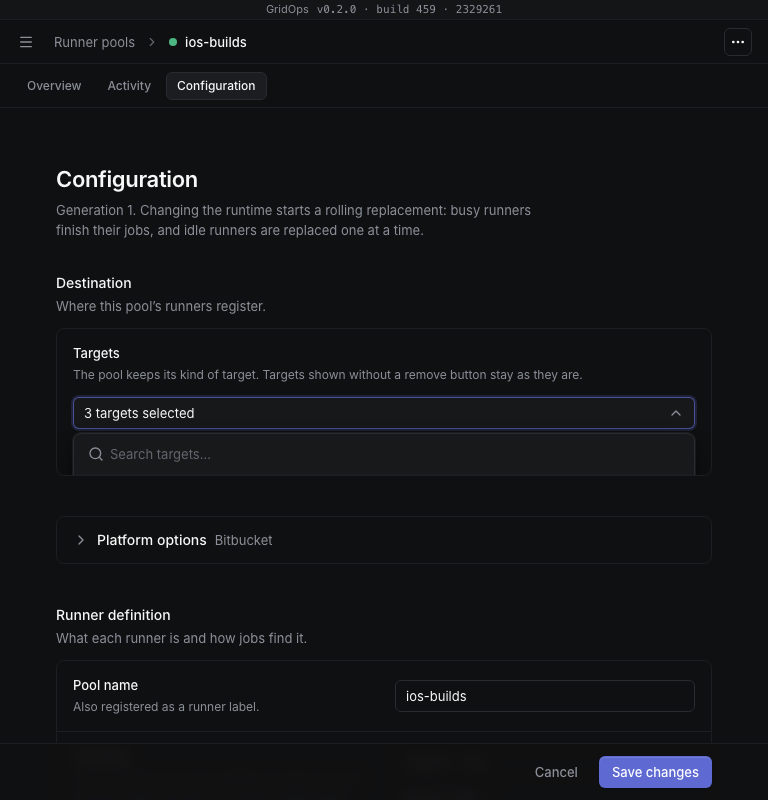 GridOps v0.2.0 · build 459 · 2329261
Runner pools
ios-builds
Overview
Activity
Configuration
Configuration
Generation 1. Changing the runtime starts a rolling replacement: busy runners
finish their jobs, and idle runners are replaced one at a time.
Destination
Where this pool’s runners register.
Targets
The pool keeps its kind of target. Targets shown without a remove button stay as they are.
3 targets selected
Search targets...
Platform options Bitbucket
Runner definition
What each runner is and how jobs find it.
Pool name
Also registered as a runner label.
ios-builds
Cancel
Save changes